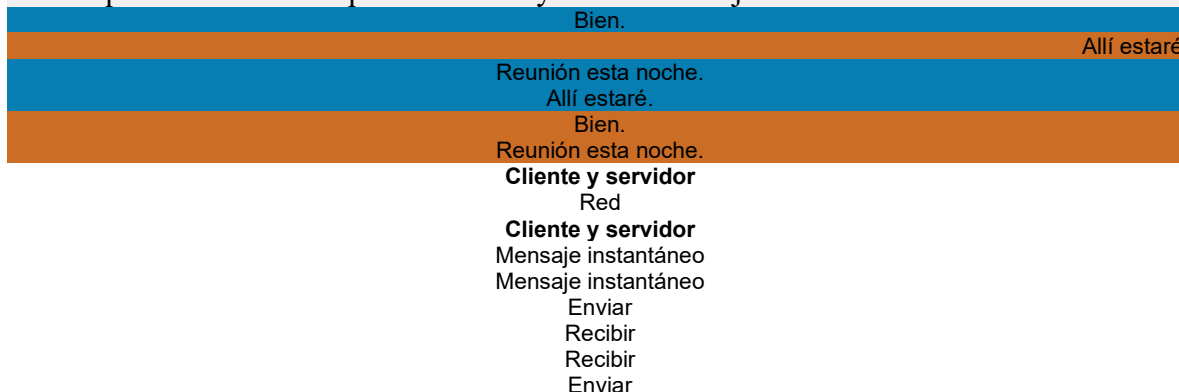 Bien.
Allí estaré
Reunión esta noche.
Allí estaré.
Bien.
Reunión esta noche.
Cliente y servidor
Red
Cliente y servidor
Mensaje instantáneo
Mensaje instantáneo
Enviar
Recibir
Recibir
Enviar